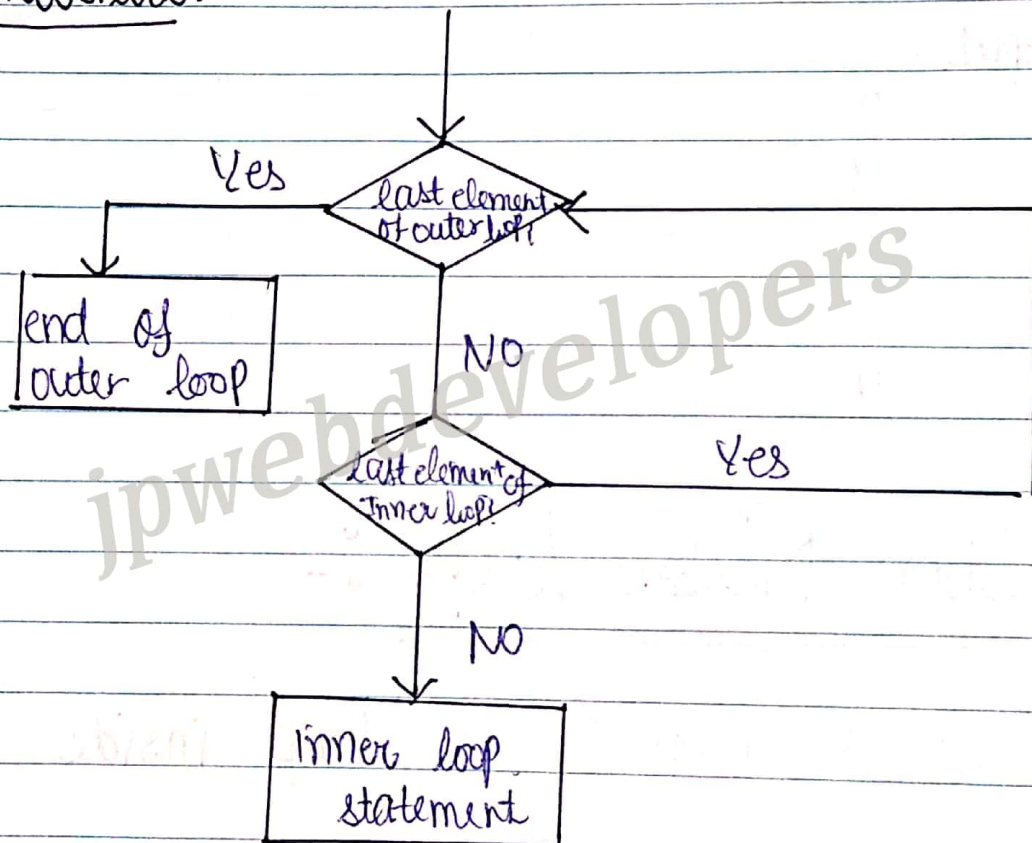 Yes
last element
of outer loop?
end of
outer loop
NO
Last element of
Inner loop?
Yes
NO
inner loop
statement
jpwebdevelopers